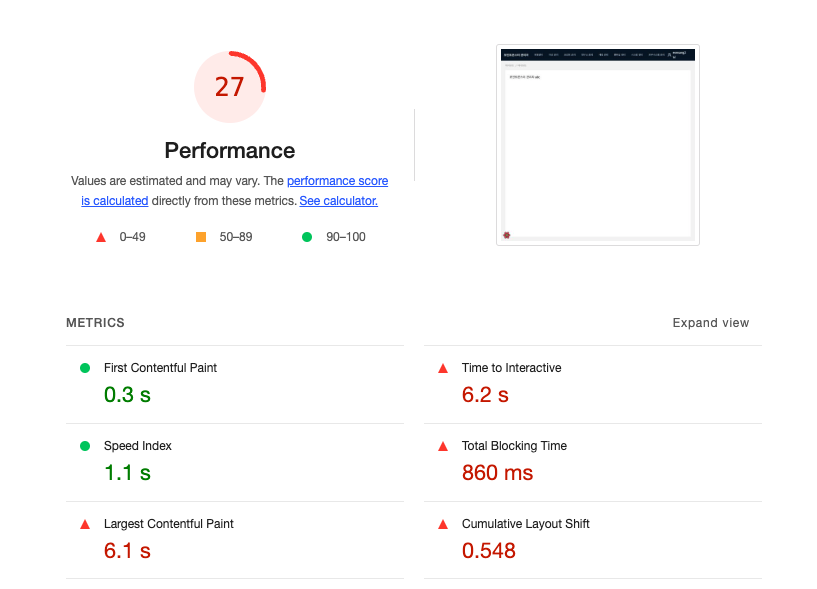 27
Performance
Values are estimated and may vary. The performance score
is calculated directly from these metrics. See calculator.
0–49
50–89
90–100
METRICS
Expand view
First Contentful Paint
0.3 s
Time to Interactive
6.2 s
Speed Index
1.1 s
Total Blocking Time
860 ms
Largest Contentful Paint
6.1 s
Cumulative Layout Shift
0.548